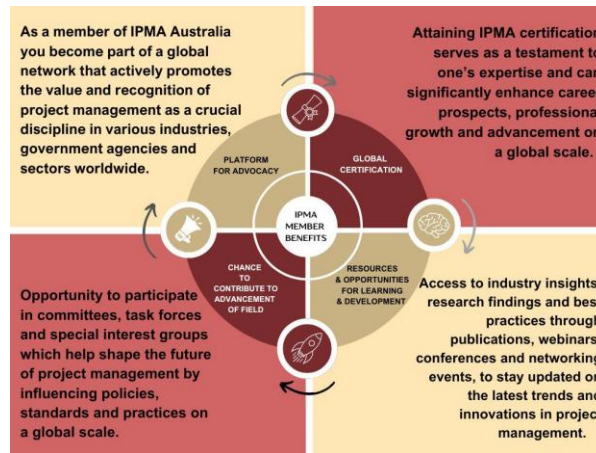 As a member of IPMA Australia
you become part of a global
network that actively promotes
the value and recognition of
project management as a crucial
discipline in various industries,
government agencies and
sectors worldwide.
Attaining IPMA certification
serves as a testament to
one's expertise and can
significantly enhance caree
prospects, professiona
growth and advancement on
a global scale.
PLATFORM
FOR ADVOCACY
GLOBAL
CERTIFICATION
IPMA
MEMBER
BENEFITS
CHANCE
TO
CONTRIBUTE TO
ADVANCEMENT
OF FIELD
RESOURCES
& OPPORTUNITIES
FOR LEARNING
& DEVELOPMENT
Opportunity to participate
in committees, task forces
and special interest groups
which help shape the future
of project management by
influencing policies,
standards and practices on
a global scale.
Access to industry insights
research findings and bes
practices through
publications, webinars
conferences and networking
events, to stay updated on
the latest trends and
innovations in projec
management.